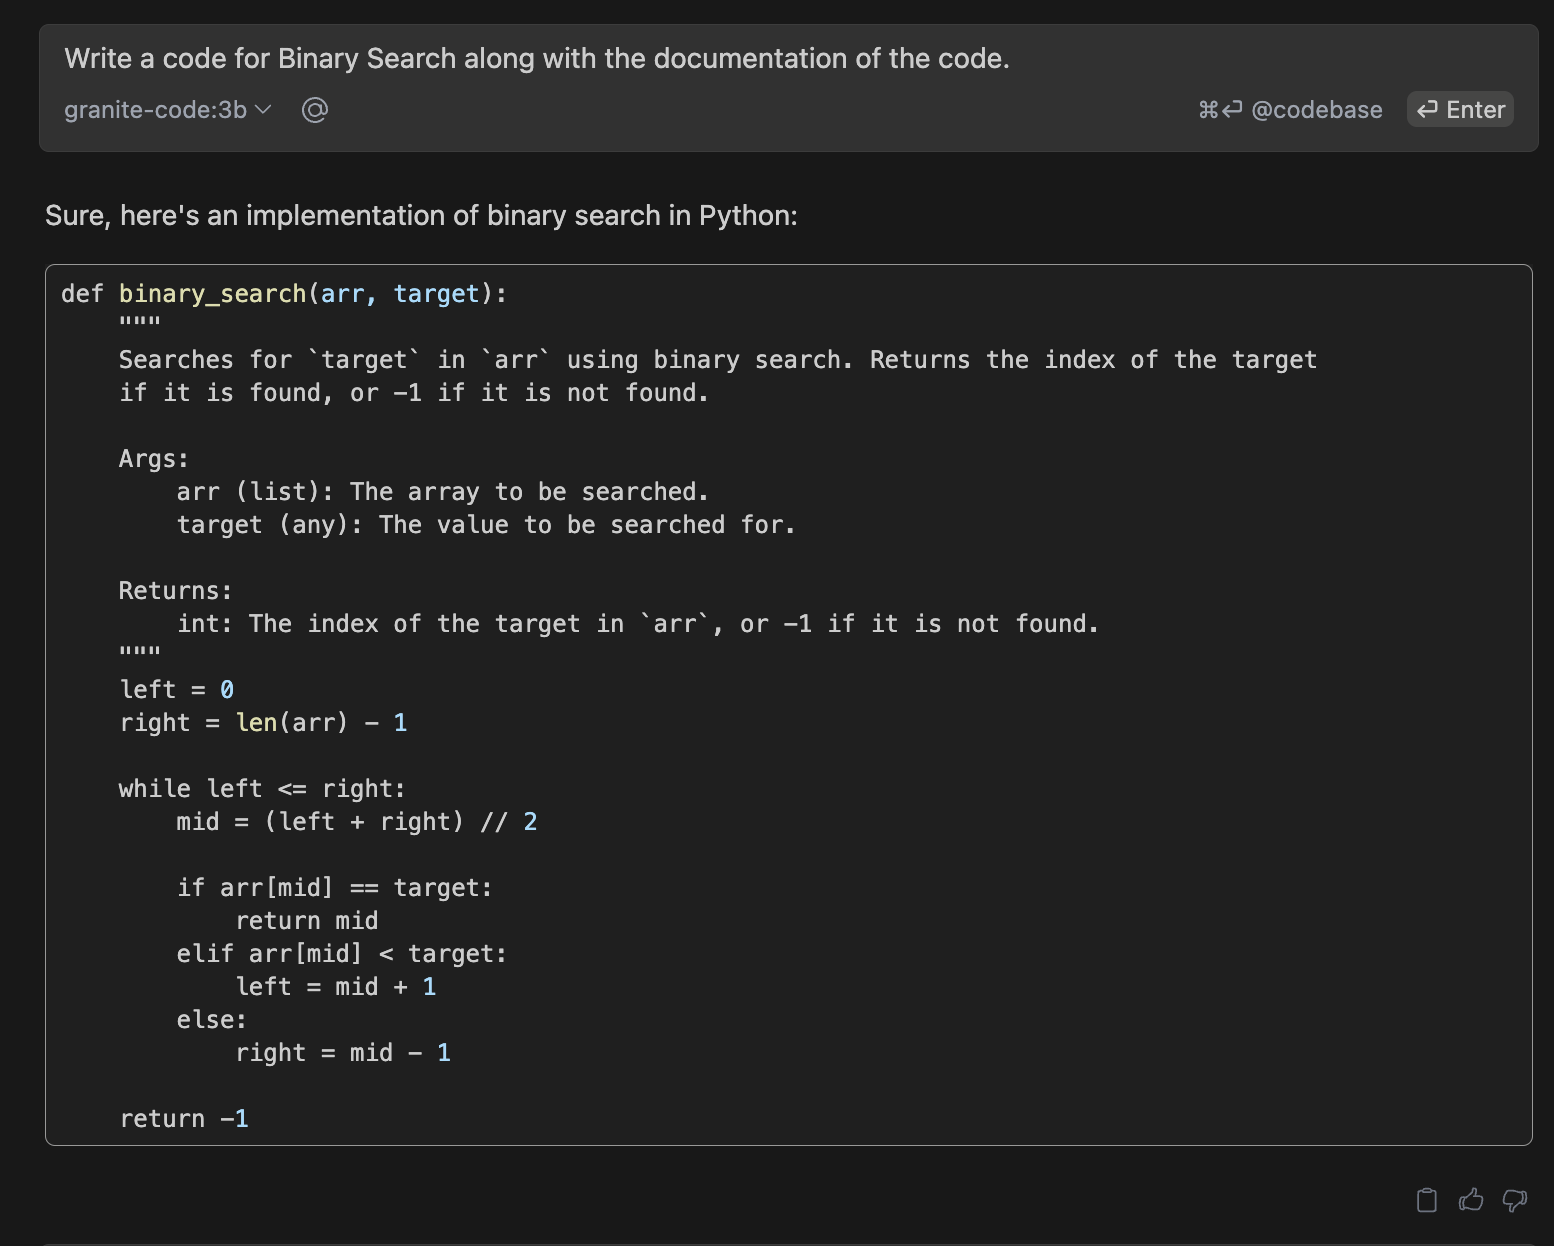 Write a code for Binary Search along with the documentation of the code.
granite-code:3b @ ⌘⏎ @codebase ⏎ Enter
Sure, here's an implementation of binary search in Python:
def binary_search(arr, target):
    """
    Searches for `target` in `arr` using binary search. Returns the index of the target
    if it is found, or -1 if it is not found.

    Args:
        arr (list): The array to be searched.
        target (any): The value to be searched for.

    Returns:
        int: The index of the target in `arr`, or -1 if it is not found.
    """
    left = 0
    right = len(arr) - 1

    while left <= right:
        mid = (left + right) // 2

        if arr[mid] == target:
            return mid
        elif arr[mid] < target:
            left = mid + 1
        else:
            right = mid - 1

    return -1